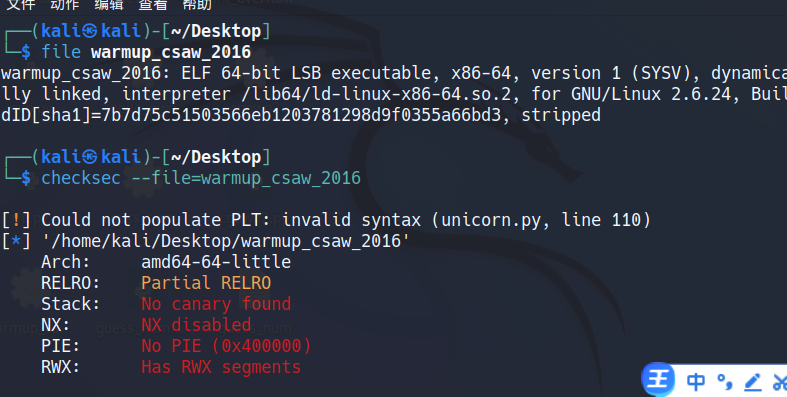 文件 动作 编辑 查看 帮助
┌──(kali㉿kali)-[~/Desktop]
└─$ file warmup_csaw_2016
warmup_csaw_2016: ELF 64-bit LSB executable, x86-64, version 1 (SYSV), dynamica
lly linked, interpreter /lib64/ld-linux-x86-64.so.2, for GNU/Linux 2.6.24, Buil
dID[sha1]=7b7d75c51503566eb1203781298d9f0355a66bd3, stripped
┌──(kali㉿kali)-[~/Desktop]
└─$ checksec --file=warmup_csaw_2016
[!] Could not populate PLT: invalid syntax (unicorn.py, line 110)
[*] '/home/kali/Desktop/warmup_csaw_2016'
Arch: amd64-64-little
RELRO: Partial RELRO
Stack: No canary found
NX: NX disabled
PIE: No PIE (0x400000)
RWX: Has RWX segments
王 中 °,